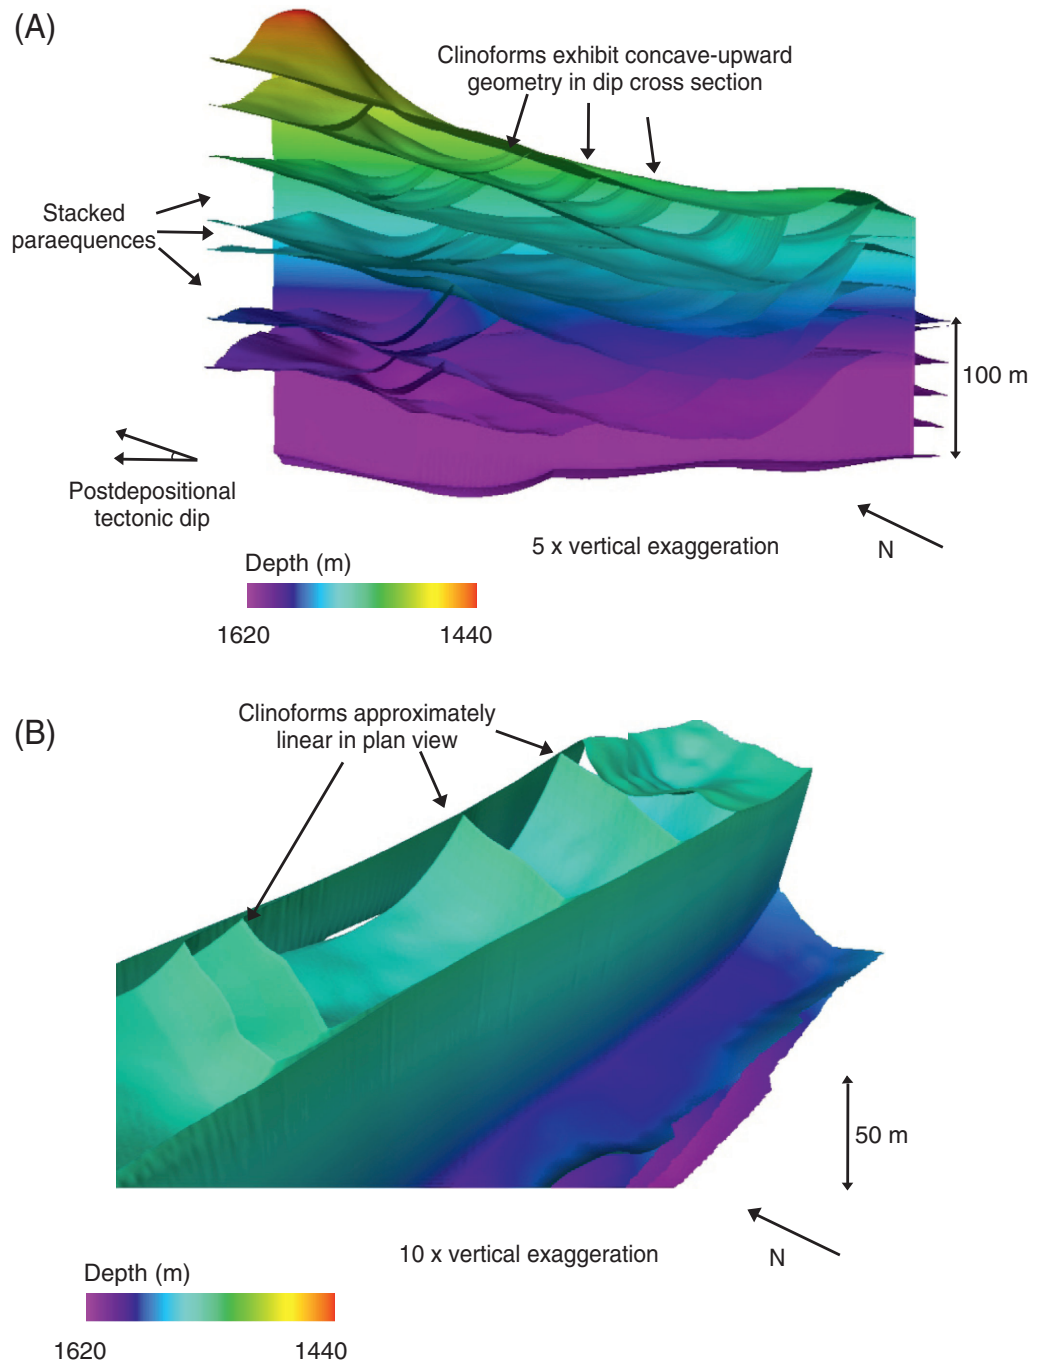 (A)
Clinoforms exhibit concave-upward
geometry in dip cross section
Stacked
paraequences
100 m
Postdepositional
tectonic dip
5 x vertical exaggeration
N
Depth (m)
1620
1440
(B)
Clinoforms approximately
linear in plan view
50 m
10 x vertical exaggeration
N
Depth (m)
1620
1440